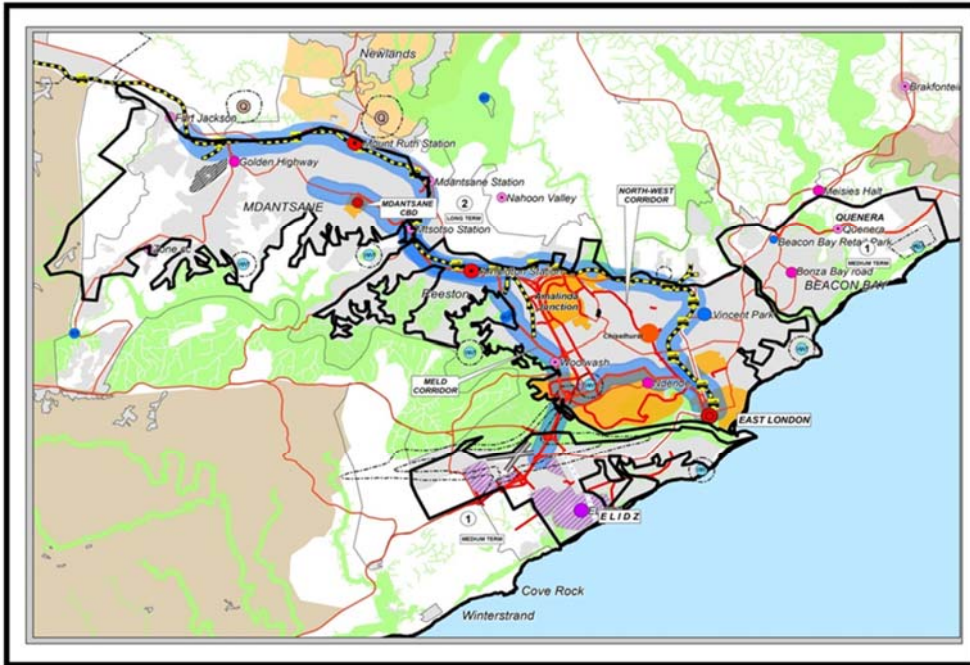 Newlands
Brakfontein
Q
Q
Fort Jackson
Mount Ruth Station
Golden Highway
Mdantsane Station
NORTH-WEST
CORRIDOR
Meisies Halt
MDANTSANE
MDANTSANE
CBD
2
LONG TERM
Nahoon Valley
QUENERA
Quenera
Mtsotso Station
Beacon Bay Retail Park
1
MEDIUM TERM
Bonza Bay road
BEACON BAY
Reeston
Amalinda
Junction
Vincent Park
Chiselhurst
Woolwash
MELD
CORRIDOR
EAST LONDON
1
MEDIUM TERM
ELIDZ
Cove Rock
Winterstrand